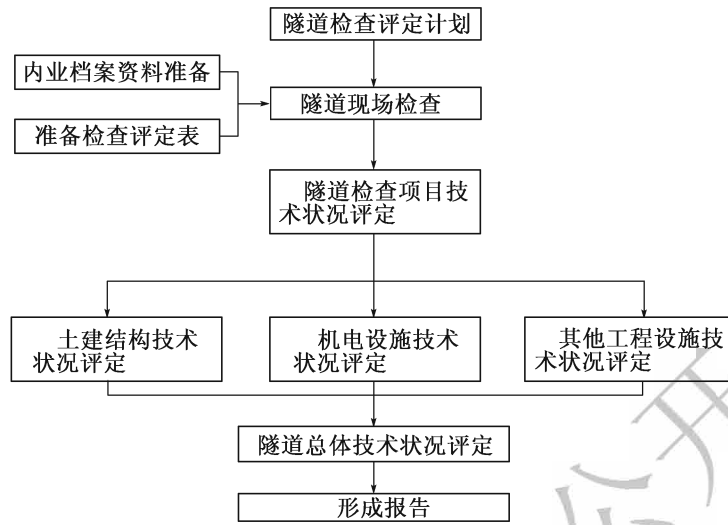 隧道检查评定计划
内业档案资料准备
隧道现场检查
准备检查评定表
隧道检查项目技
术状况评定
土建结构技术
状况评定
机电设施技术
状况评定
其他工程设施技
术状况评定
隧道总体技术状况评定
形成报告